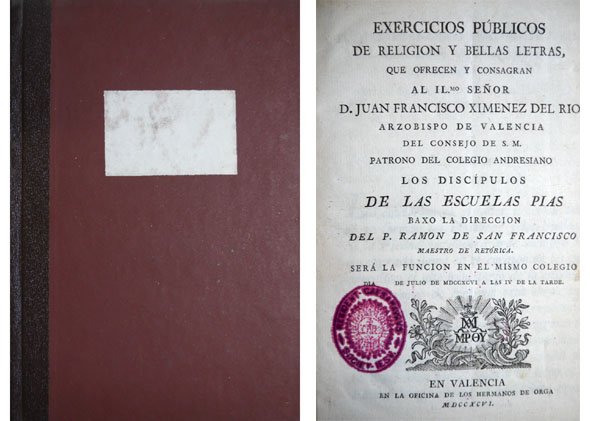 EXERCICIOS PÚBLICOS
DE RELIGION Y BELLAS LETRAS,
QUE OFRECEN Y CONSAGRAN
AL IL.MO SEÑOR
D. JUAN FRANCISCO XIMENEZ DEL RIO
ARZOBISPO DE VALENCIA
DEL CONSEJO DE S. M.
PATRONO DEL COLEGIO ANDRESIANO
LOS DISCÍPULOS
DE LAS ESCUELAS PIAS
BAXO LA DIRECCION
DEL P. RAMON DE SAN FRANCISCO
MAESTRO DE RETÓRICA.
SERÁ LA FUNCION EN EL MISMO COLEGIO
DIA DE JULIO DE MDCCXCVI A LAS IV DE LA TARDE.
EN VALENCIA
EN LA OFICINA DE LOS HERMANOS DE ORGA
MDCCXCVI.